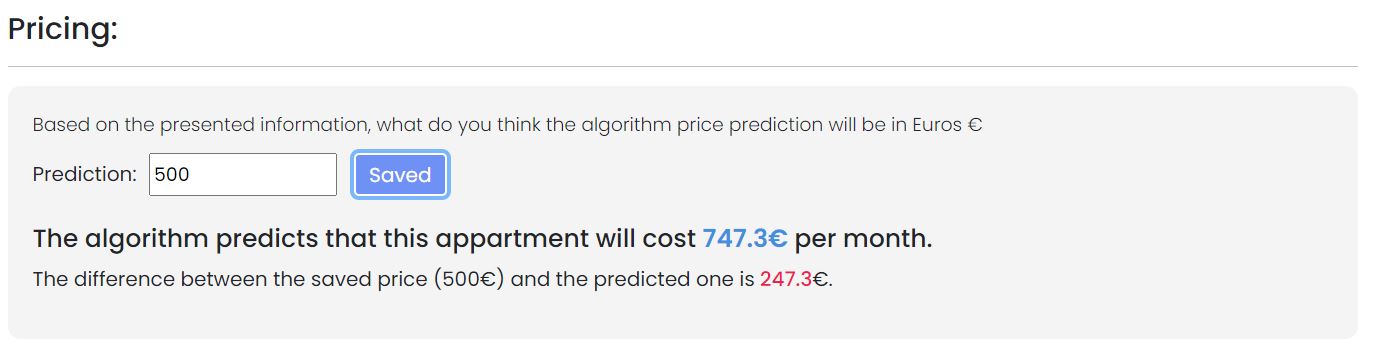 Pricing:
Based on the presented information, what do you think the algorithm price prediction will be in Euros €
Prediction: 500 Saved
The algorithm predicts that this appartment will cost 747.3€ per month.
The difference between the saved price (500€) and the predicted one is 247.3€.